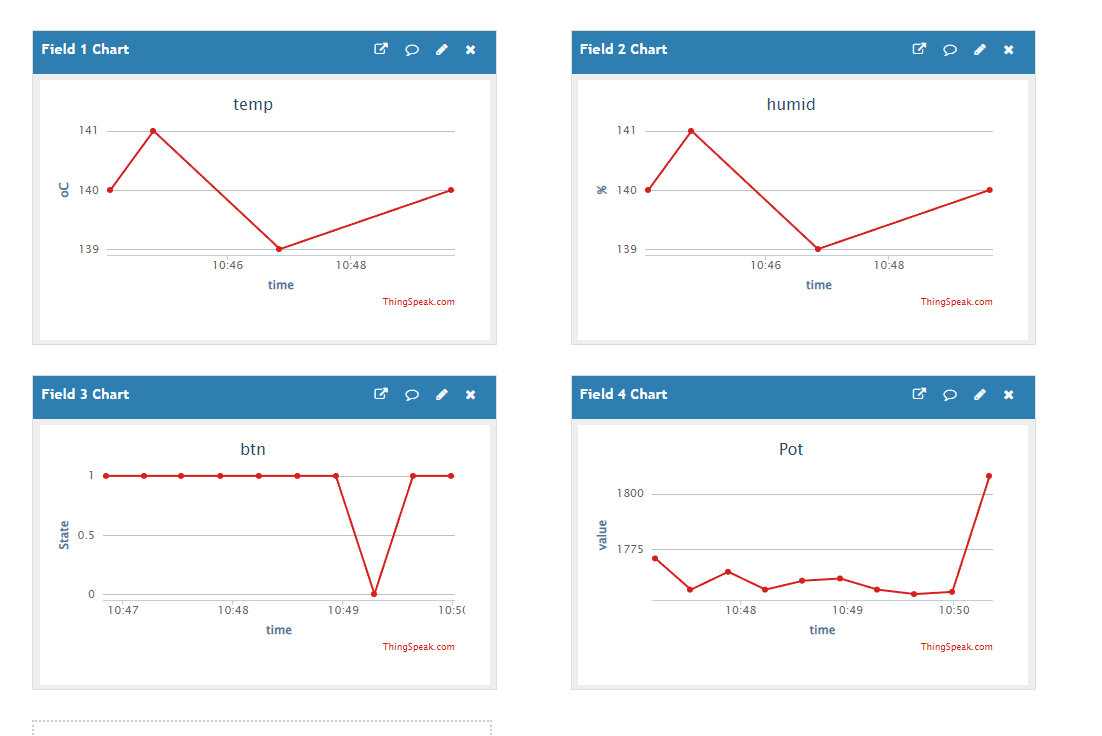 Field 1 Chart
temp
141
140
139
oC
10:46
10:48
time
ThingSpeak.com
Field 2 Chart
humid
141
140
139
%
10:46
10:48
time
ThingSpeak.com
Field 3 Chart
btn
1
0.5
0
State
10:47
10:48
10:49
10:50
time
ThingSpeak.com
Field 4 Chart
Pot
1800
1775
value
10:48
10:49
10:50
time
ThingSpeak.com